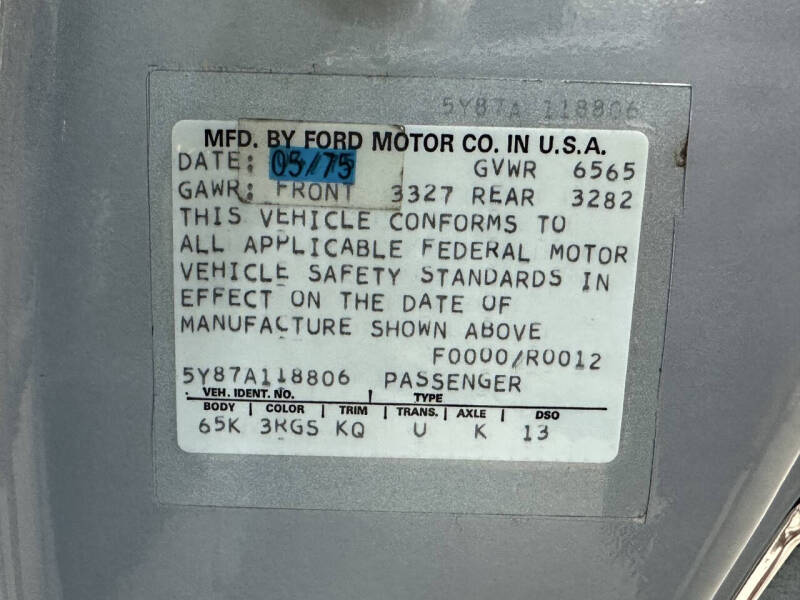 5Y87A 118806
MFD. BY FORD MOTOR CO. IN U.S.A.
DATE: 05/75 GVWR 6565
GAWR: FRONT 3327 REAR 3282
THIS VEHICLE CONFORMS TO
ALL APPLICABLE FEDERAL MOTOR
VEHICLE SAFETY STANDARDS IN
EFFECT ON THE DATE OF
MANUFACTURE SHOWN ABOVE
F0000/R0012
5Y87A118806 PASSENGER
VEH. IDENT. NO. TYPE
BODY | COLOR | TRIM | TRANS. | AXLE | DSO
65K 3RGS KQ U K 13